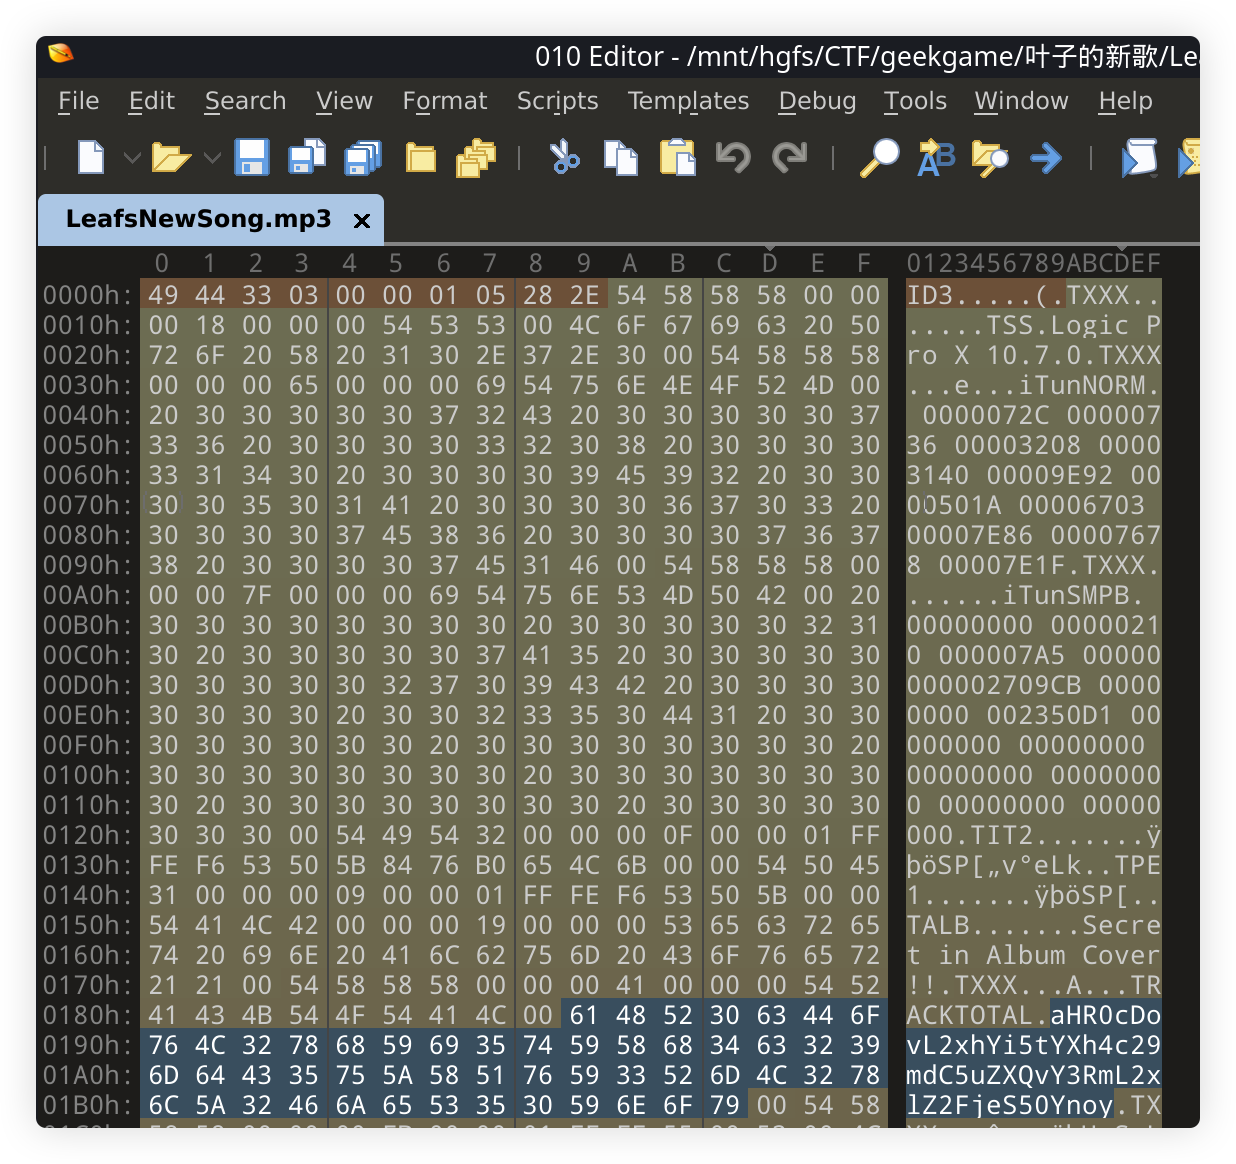 010 Editor - /mnt/hgfs/CTF/geekgame/叶子的新歌/Le
File Edit Search View Format Scripts Templates Debug Tools Window Help
LeafsNewSong.mp3 x
0 1 2 3 4 5 6 7 8 9 A B C D E F 0123456789ABCDEF
0000h: 49 44 33 03 00 00 01 05 28 2E 54 58 58 58 00 00 ID3.....(.TXXX..
0010h: 00 18 00 00 00 54 53 53 00 4C 6F 67 69 63 20 50 .....TSS.Logic P
0020h: 72 6F 20 58 20 31 30 2E 37 2E 30 00 54 58 58 58 ro X 10.7.0.TXXX
0030h: 00 00 00 65 00 00 00 69 54 75 6E 4E 4F 52 4D 00 ...e...iTunNORM.
0040h: 20 30 30 30 30 30 37 32 43 20 30 30 30 30 30 37 0000072C 000007
0050h: 33 36 20 30 30 30 30 33 32 30 38 20 30 30 30 30 36 00003208 0000
0060h: 33 31 34 30 20 30 30 30 30 39 45 39 32 20 30 30 3140 00009E92 00
0070h: 30 30 35 30 31 41 20 30 30 30 30 36 37 30 33 20 00501A 00006703
0080h: 30 30 30 30 37 45 38 36 20 30 30 30 30 37 36 37 00007E86 0000767
0090h: 38 20 30 30 30 30 37 45 31 46 00 54 58 58 58 00 8 00007E1F.TXXX.
00A0h: 00 00 7F 00 00 00 69 54 75 6E 53 4D 50 42 00 20 ......iTunSMPB.
00B0h: 30 30 30 30 30 30 30 30 20 30 30 30 30 30 32 31 00000000 0000021
00C0h: 30 20 30 30 30 30 30 37 41 35 20 30 30 30 30 30 0 000007A5 00000
00D0h: 30 30 30 30 30 32 37 30 39 43 42 20 30 30 30 30 000002709CB 0000
00E0h: 30 30 30 30 20 30 30 32 33 35 30 44 31 20 30 30 0000 002350D1 00
00F0h: 30 30 30 30 30 30 20 30 30 30 30 30 30 30 30 20 000000 00000000
0100h: 30 30 30 30 30 30 30 30 20 30 30 30 30 30 30 30 00000000 0000000
0110h: 30 20 30 30 30 30 30 30 30 30 20 30 30 30 30 30 0 00000000 00000
0120h: 30 30 30 00 54 49 54 32 00 00 00 0F 00 00 01 FF 000.TIT2.......ÿ
0130h: FE F6 53 50 5B 84 76 B0 65 4C 6B 00 00 54 50 45 þöSP[„v°eLk..TPE
0140h: 31 00 00 00 09 00 00 01 FF FE F6 53 50 5B 00 00 1.......ÿþöSP[..
0150h: 54 41 4C 42 00 00 00 19 00 00 00 53 65 63 72 65 TALB.......Secre
0160h: 74 20 69 6E 20 41 6C 62 75 6D 20 43 6F 76 65 72 t in Album Cover
0170h: 21 21 00 54 58 58 58 00 00 00 41 00 00 00 54 52 !!.TXXX...A...TR
0180h: 41 43 4B 54 4F 54 41 4C 00 61 48 52 30 63 44 6F ACKTOTAL.aHR0cDo
0190h: 76 4C 32 78 68 59 69 35 74 59 58 68 34 63 32 39 vL2xhYi5tYXh4c29
01A0h: 6D 64 43 35 75 5A 58 51 76 59 33 52 6D 4C 32 78 mdC5uZXQvY3RmL2x
01B0h: 6C 5A 32 46 6A 65 53 35 30 59 6E 6F 79 00 54 58 lZ2FjeS50Ynoy.TX